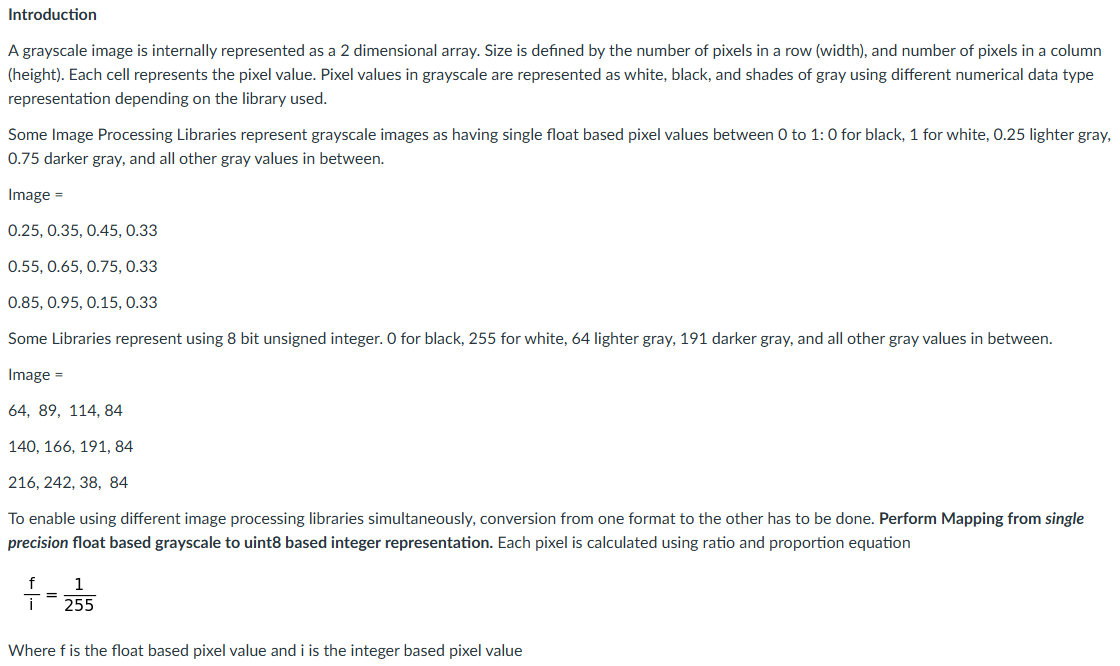 Introduction
A grayscale image is internally represented as a 2 dimensional array. Size is defined by the number of pixels in a row (width), and number of pixels in a column
(height). Each cell represents the pixel value. Pixel values in grayscale are represented as white, black, and shades of gray using different numerical data type
representation depending on the library used.
Some Image Processing Libraries represent grayscale images as having single float based pixel values between 0 to 1: 0 for black, 1 for white, 0.25 lighter gray,
0.75 darker gray, and all other gray values in between.
Image =
0.25, 0.35, 0.45, 0.33
0.55, 0.65, 0.75, 0.33
0.85, 0.95, 0.15, 0.33
Some Libraries represent using 8 bit unsigned integer. 0 for black, 255 for white, 64 lighter gray, 191 darker gray, and all other gray values in between.
Image =
64, 89, 114, 84
140, 166, 191, 84
216, 242, 38, 84
To enable using different image processing libraries simultaneously, conversion from one format to the other has to be done. Perform Mapping from single
precision float based grayscale to uint8 based integer representation. Each pixel is calculated using ratio and proportion equation
f/i = 1/255
Where f is the float based pixel value and i is the integer based pixel value